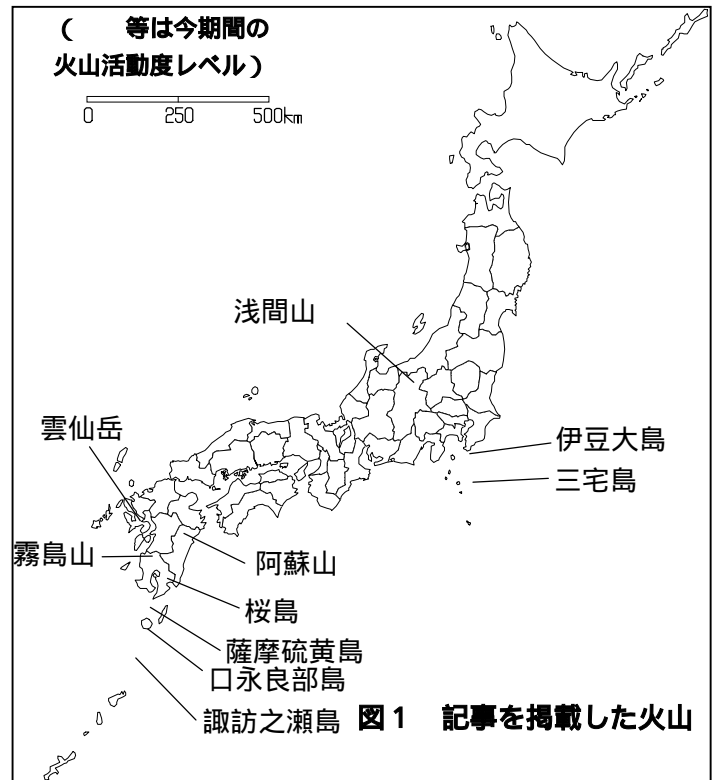 （　　等は今期間の
火山活動度レベル）
0 250 500km
浅間山
雲仙岳
伊豆大島
三宅島
霧島山
阿蘇山
桜島
薩摩硫黄島
口永良部島
諏訪之瀬島
図１　記事を掲載した火山